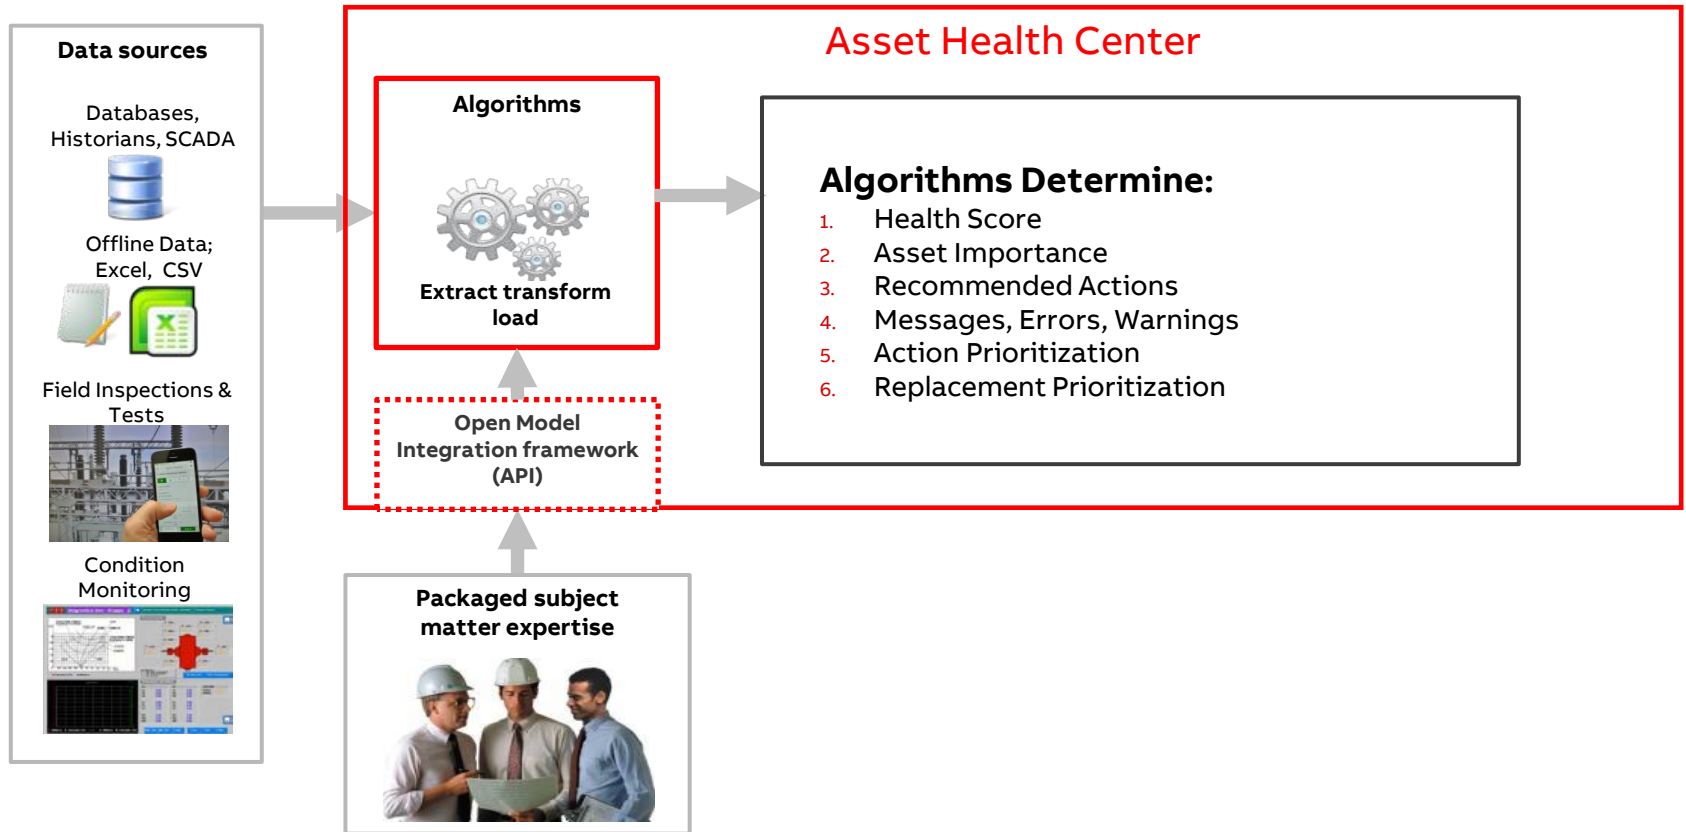 Asset Health Center
Data sources
Databases,
Historians, SCADA
Offline Data;
Excel, CSV
Field Inspections &
Tests
Condition
Monitoring
Algorithms
Extract transform
load
Open Model
Integration framework
(API)
Packaged subject
matter expertise
Algorithms Determine:
1. Health Score
2. Asset Importance
3. Recommended Actions
4. Messages, Errors, Warnings
5. Action Prioritization
6. Replacement Prioritization